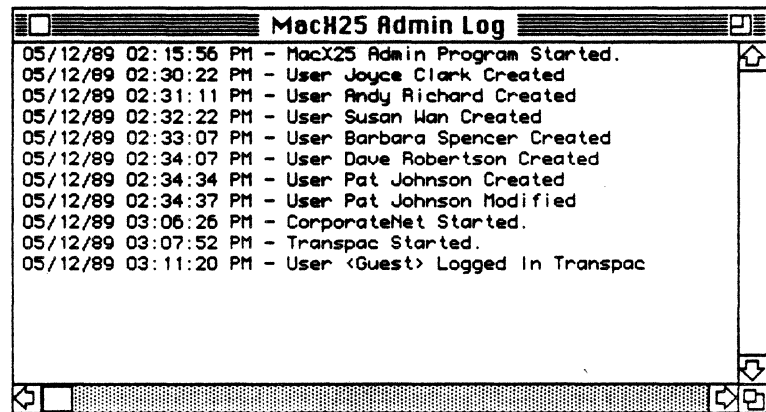 MacX25 Admin Log
05/12/89 02:15:56 PM - MacX25 Admin Program Started.
05/12/89 02:30:22 PM - User Joyce Clark Created
05/12/89 02:31:11 PM - User Andy Richard Created
05/12/89 02:32:22 PM - User Susan Wan Created
05/12/89 02:33:07 PM - User Barbara Spencer Created
05/12/89 02:34:07 PM - User Dave Robertson Created
05/12/89 02:34:34 PM - User Pat Johnson Created
05/12/89 02:34:37 PM - User Pat Johnson Modified
05/12/89 03:06:26 PM - CorporateNet Started.
05/12/89 03:07:52 PM - Transpac Started.
05/12/89 03:11:20 PM - User <Guest> Logged in Transpac